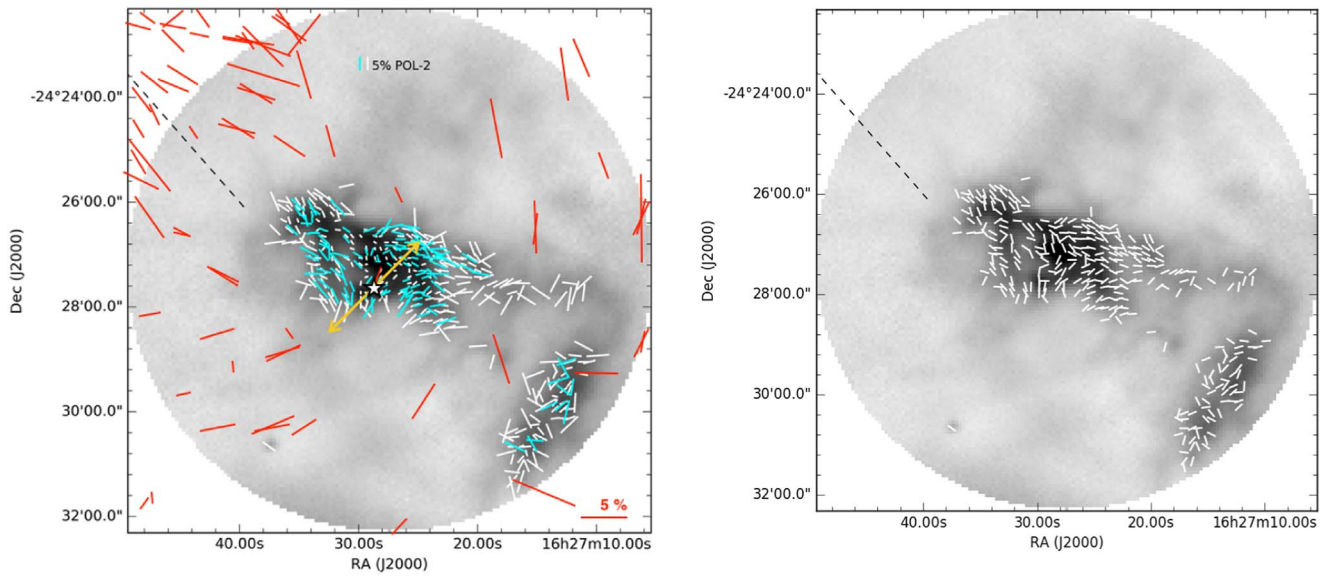 5% POL-2
-24°24'00.0"
26'00.0"
28'00.0"
30'00.0"
32'00.0"
Dec (J2000)
5 %
40.00s
30.00s
20.00s
16h27m10.00s
RA (J2000)
-24°24'00.0"
26'00.0"
28'00.0"
30'00.0"
32'00.0"
Dec (J2000)
40.00s
30.00s
20.00s
16h27m10.00s
RA (J2000)